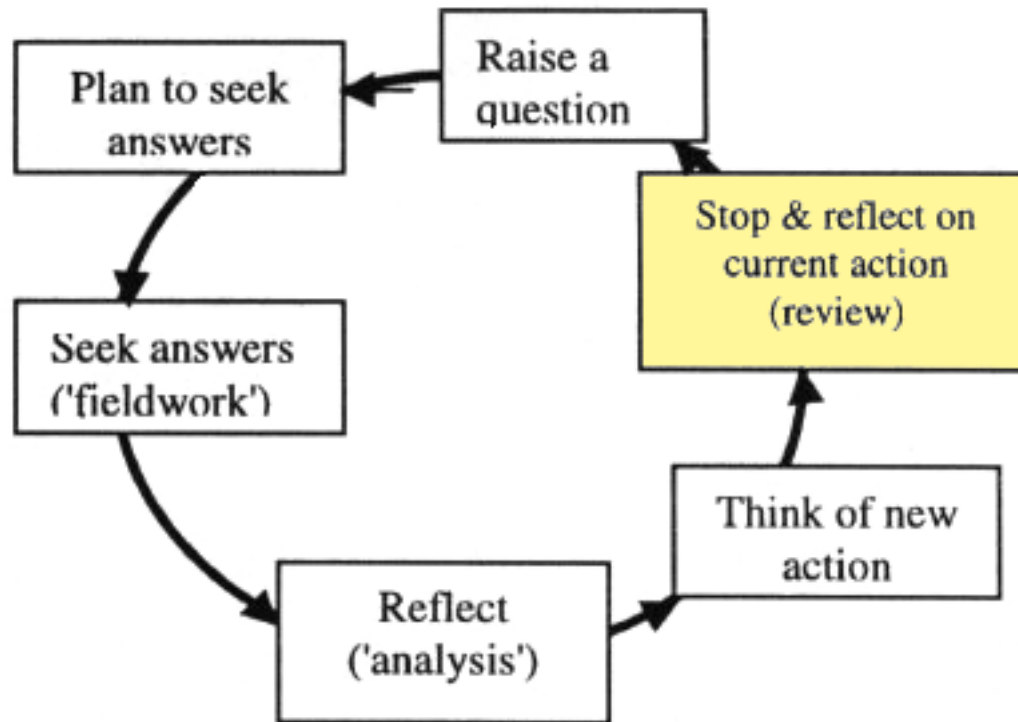 Raise a
question
Plan to seek
answers
Stop & reflect on
current action
(review)
Seek answers
('fieldwork')
Think of new
action
Reflect
('analysis')